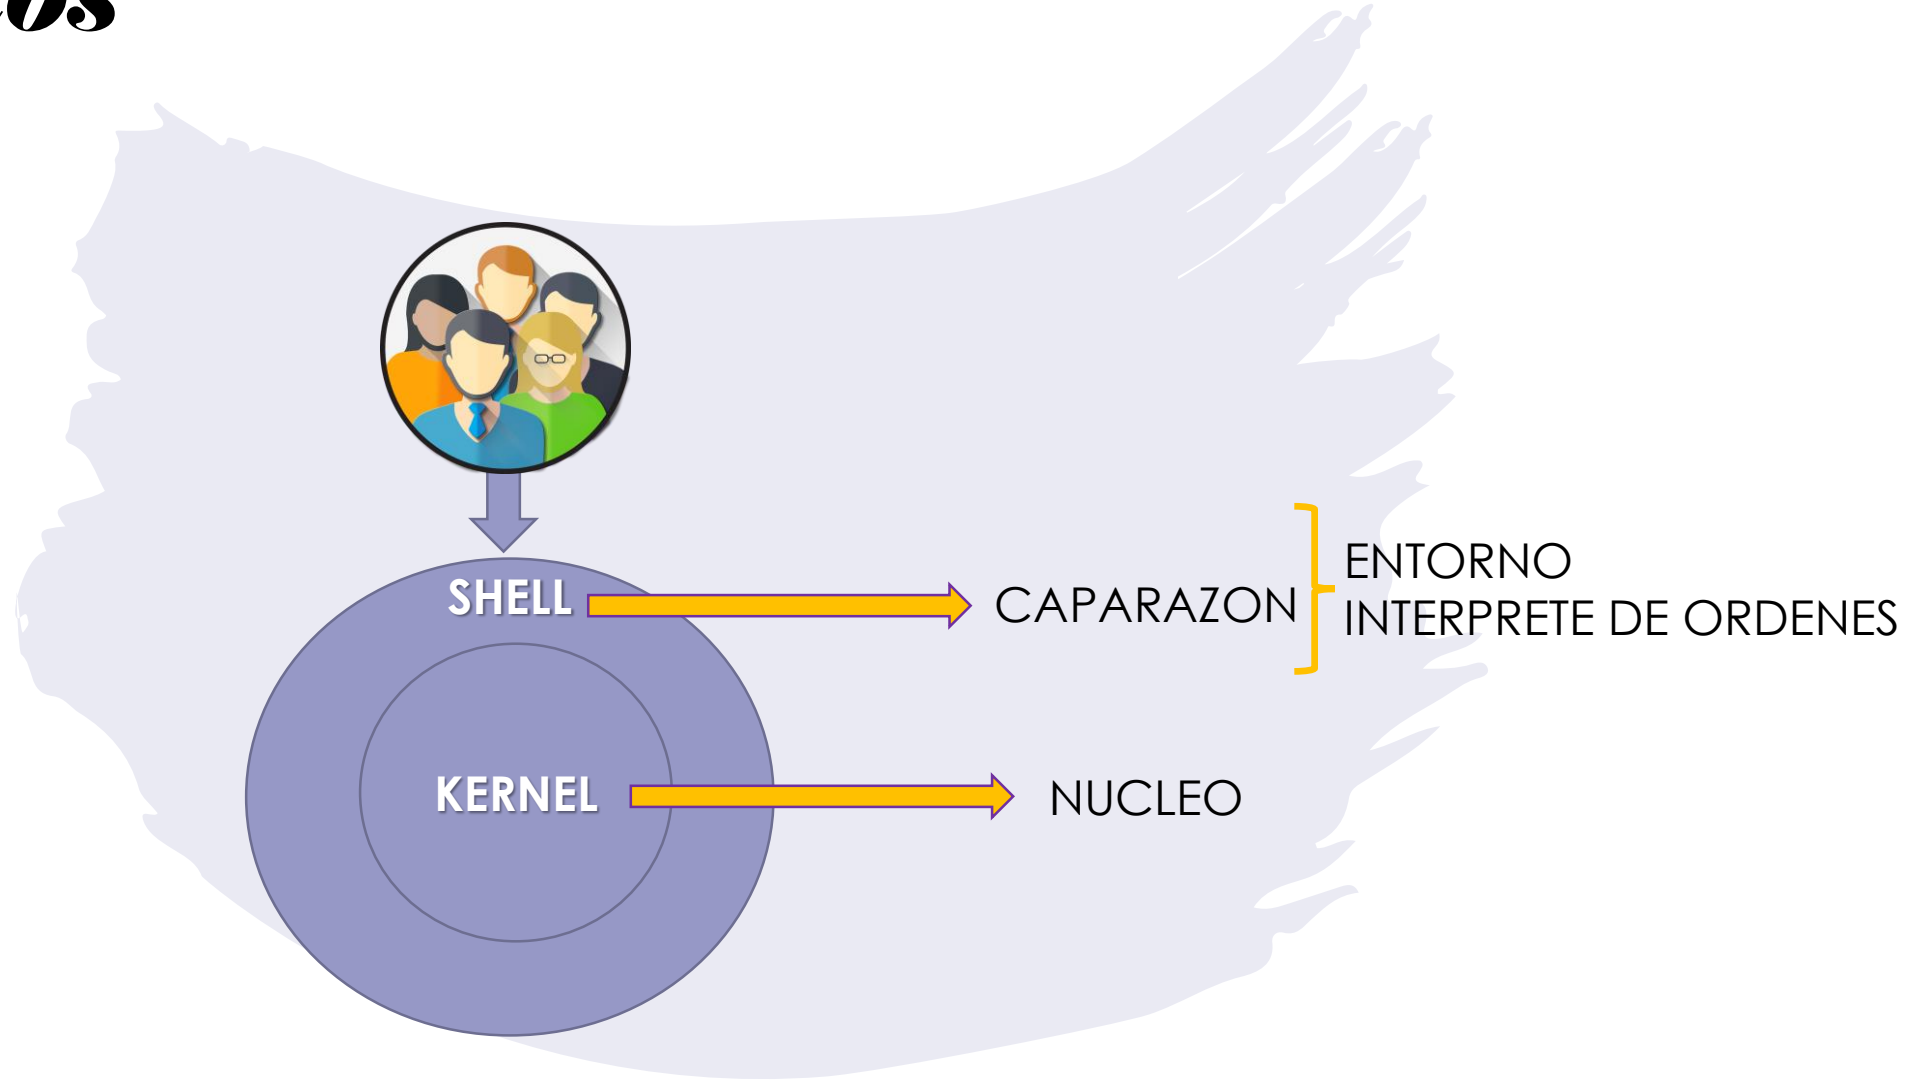 SHELL
CAPARAZON
ENTORNO
INTERPRETE DE ORDENES
KERNEL
NUCLEO